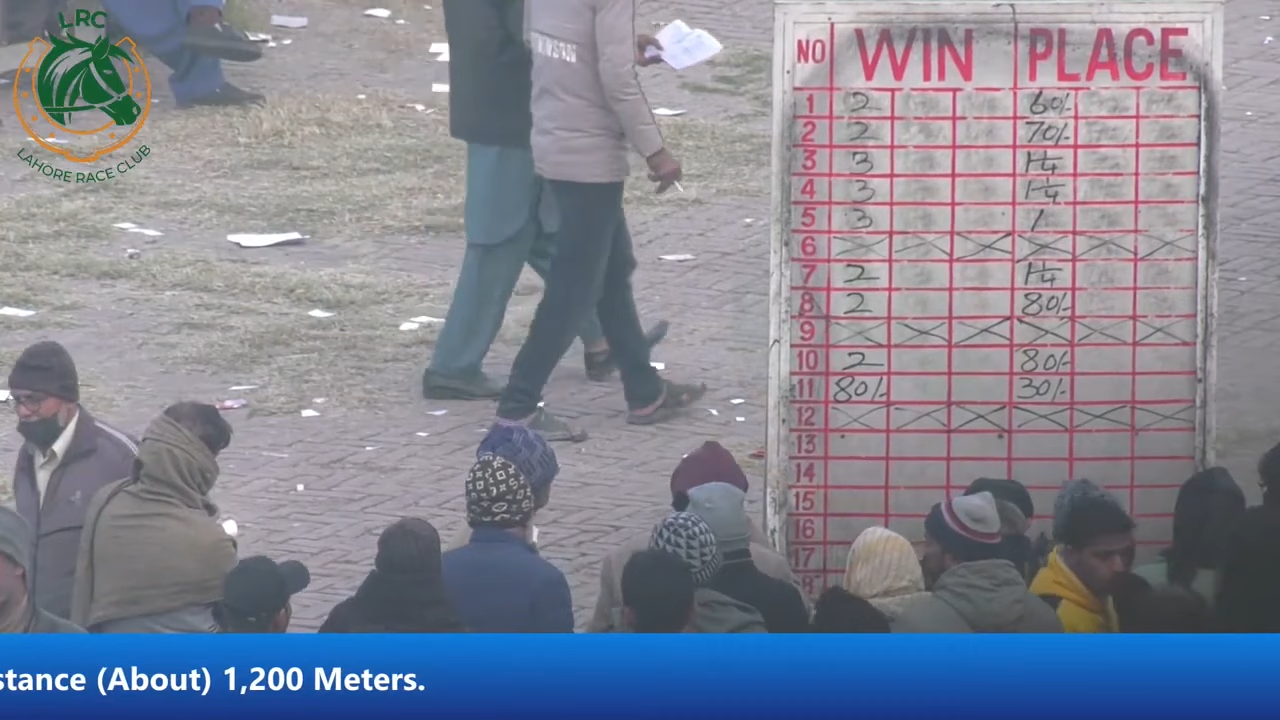 LRC
LAHORE RACE CLUB
NO WIN PLACE
1 2 60/-
2 2 70/-
3 3 1¼
4 3 1¼
5 3 1
6
7 2 1¼
8 2 80/-
9
10 2 80/-
11 80/- 30/-
12
13
14
15
16
17
stance (About) 1,200 Meters.